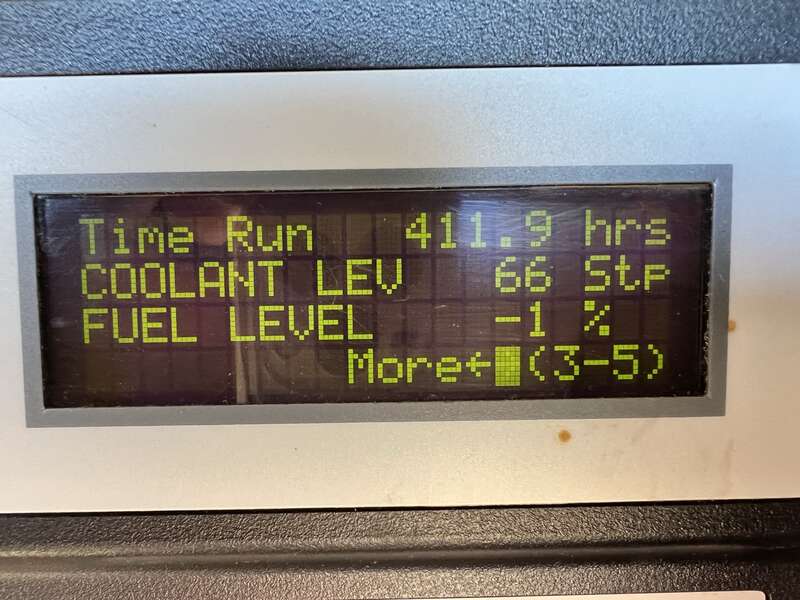 Time Run 411.9 hrs
COOLANT LEV 66 Stp
FUEL LEVEL -1 %
More←█(3-5)